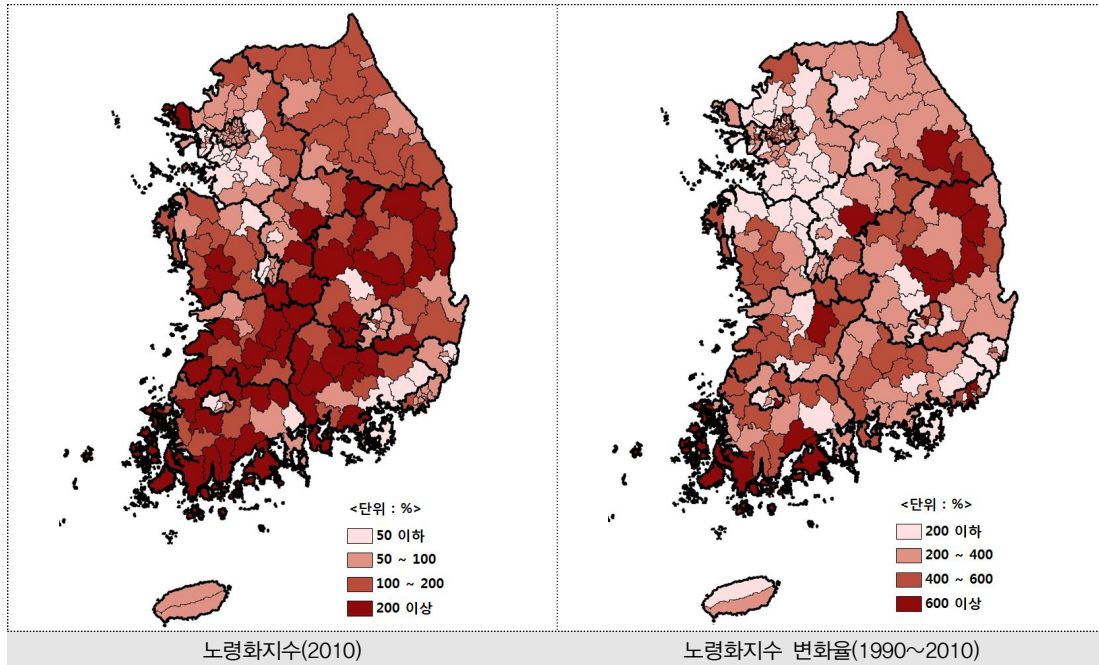 <단위 : %>
50 이하
50 ~ 100
100 ~ 200
200 이상
노령화지수(2010)
<단위 : %>
200 이하
200 ~ 400
400 ~ 600
600 이상
노령화지수 변화율(1990~2010)